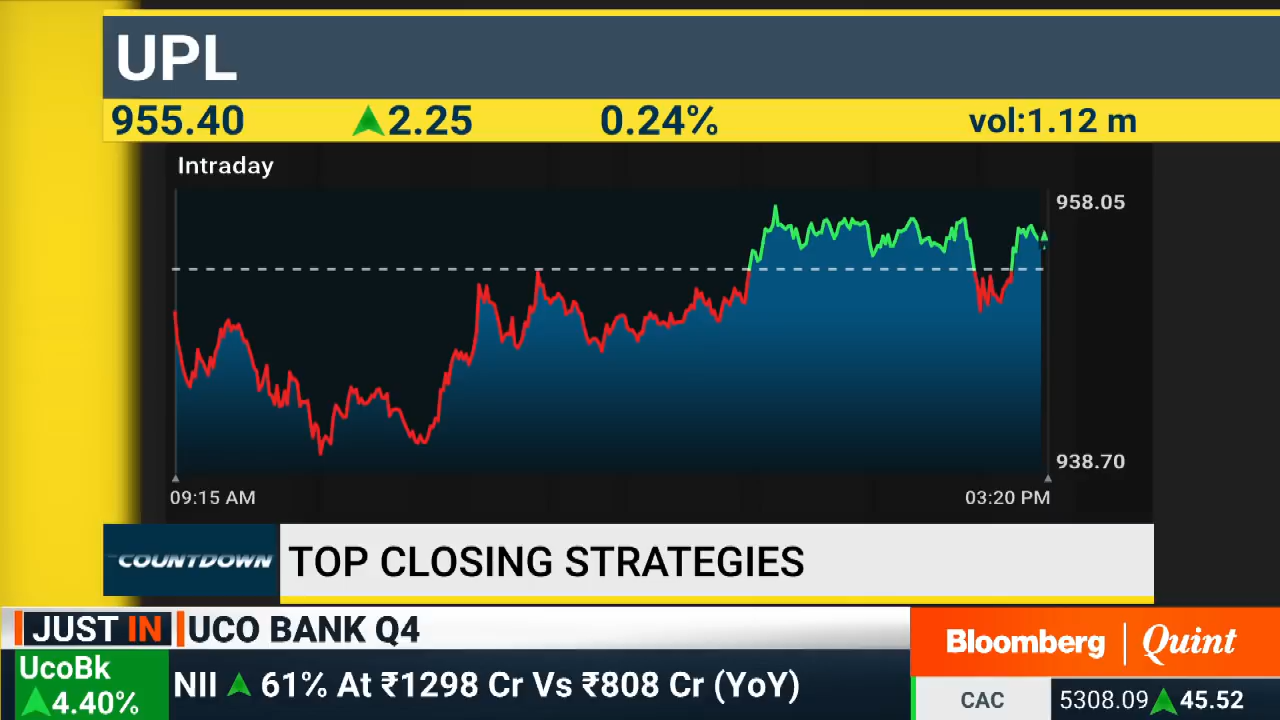 UPL
955.40 ▲2.25 0.24% vol:1.12 m
Intraday
958.05
938.70
09:15 AM 03:20 PM
COUNTDOWN TOP CLOSING STRATEGIES
JUST IN UCO BANK Q4
UcoBk
▲4.40%
NII ▲ 61% At ₹1298 Cr Vs ₹808 Cr (YoY)
Bloomberg | Quint
CAC 5308.09 ▲45.52